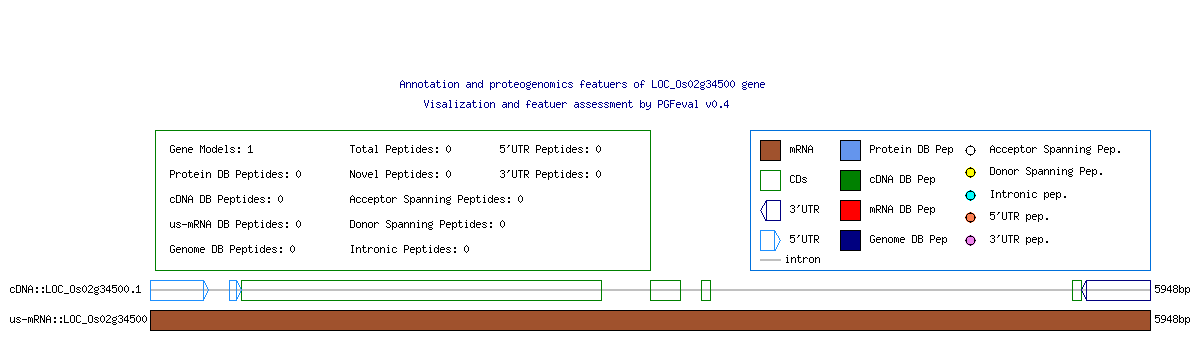 Annotation and proteogenomics featuers of LOC_Os02g34500 gene
Visalization and featuer assessment by PGFeval v0.4
Gene Models: 1 Total Peptides: 0 5'UTR Peptides: 0
Protein DB Peptides: 0 Novel Peptides: 0 3'UTR Peptides: 0
cDNA DB Peptides: 0 Acceptor Spanning Peptides: 0
us-mRNA DB Peptides: 0 Donor Spanning Peptides: 0
Genome DB Peptides: 0 Intronic Peptides: 0
mRNA Protein DB Pep Acceptor Spanning Pep.
CDs cDNA DB Pep Donor Spanning Pep.
3'UTR mRNA DB Pep Intronic pep.
5'UTR Genome DB Pep 5'UTR pep.
intron 3'UTR pep.
cDNA::LOC_Os02g34500.1 5948bp
us-mRNA::LOC_Os02g34500 5948bp